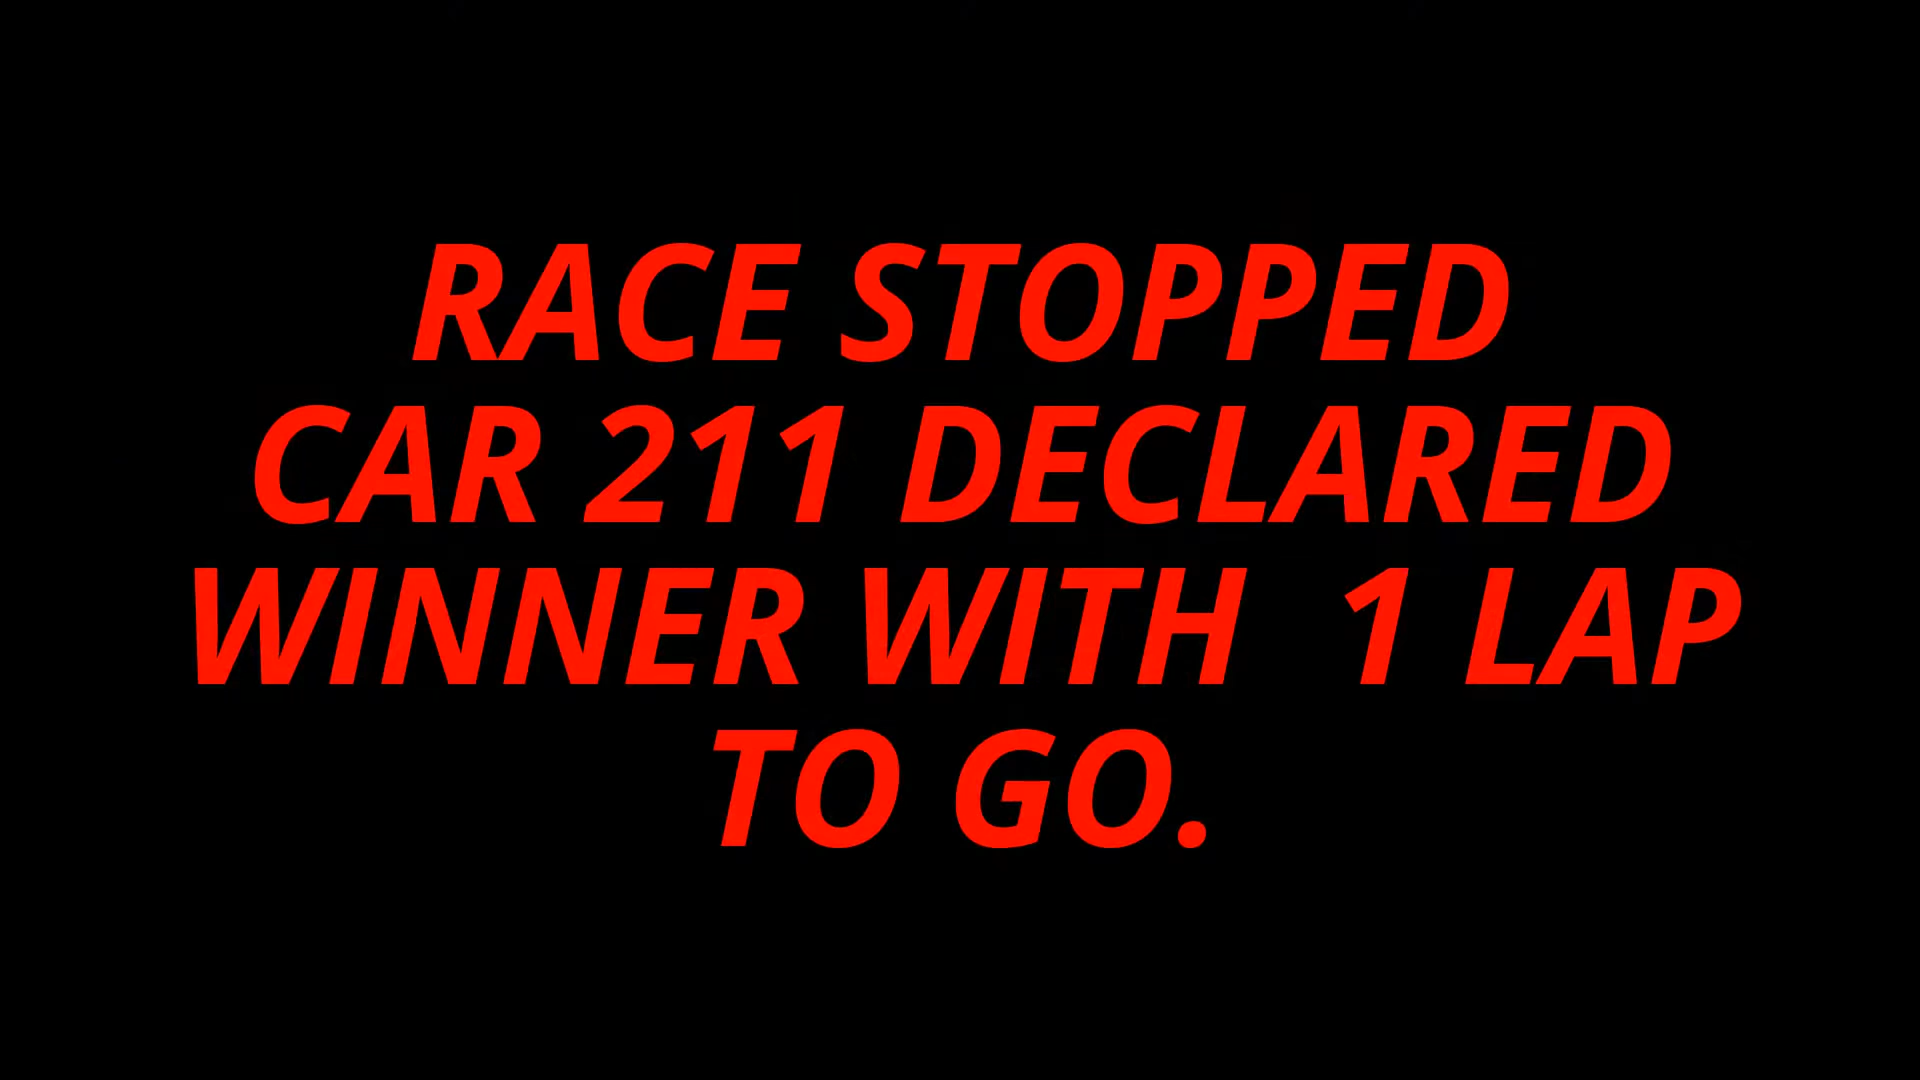 RACE STOPPED
CAR 211 DECLARED
WINNER WITH  1 LAP
TO GO.